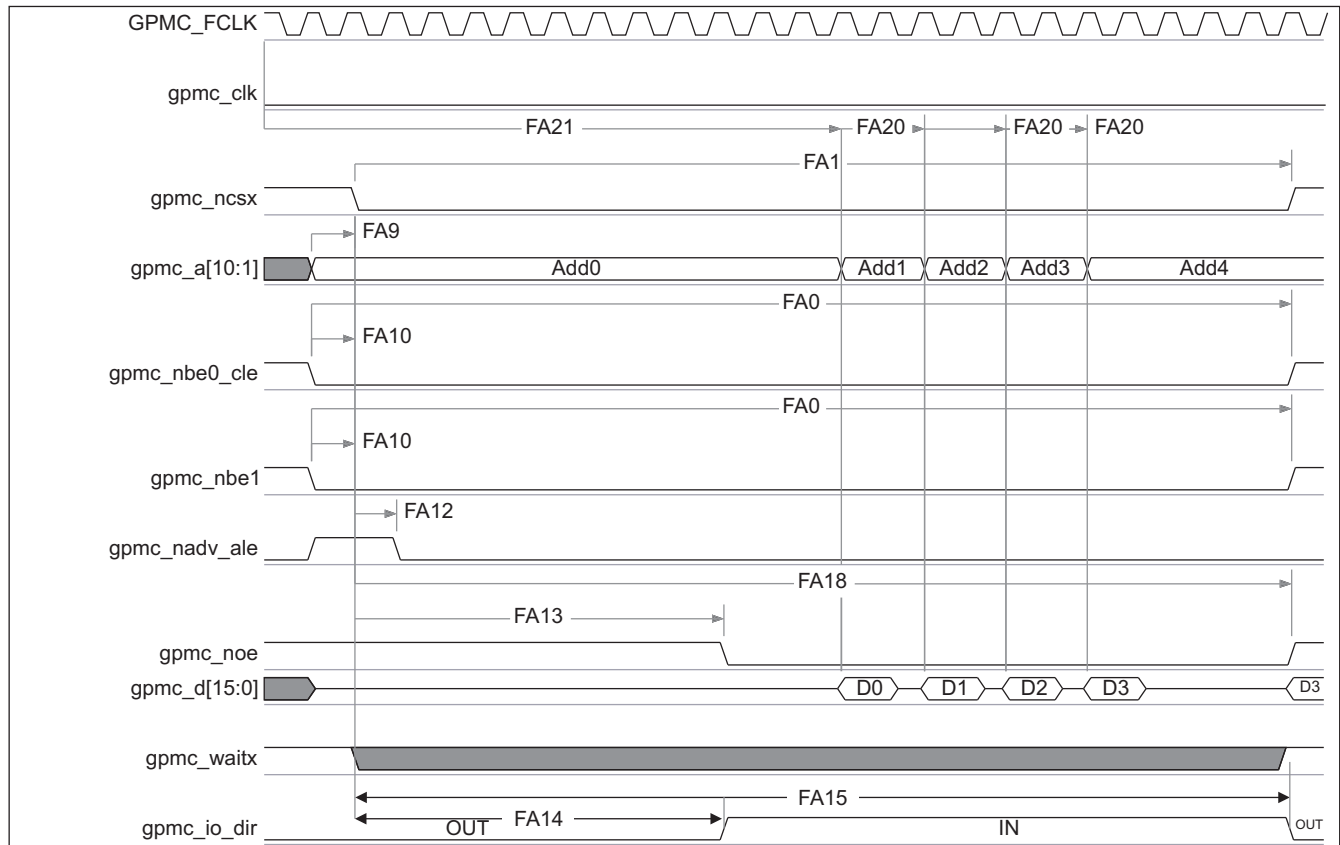 GPMC_FCLK
gpmc_clk
FA21 FA20 FA20 FA20
FA1
gpmc_ncsx
FA9
gpmc_a[10:1] Add0 Add1 Add2 Add3 Add4
FA0
FA10
gpmc_nbe0_cle
FA0
FA10
gpmc_nbe1
FA12
gpmc_nadv_ale
FA18
FA13
gpmc_noe
gpmc_d[15:0] D0 D1 D2 D3 D3
gpmc_waitx
FA15
FA14
gpmc_io_dir OUT IN OUT